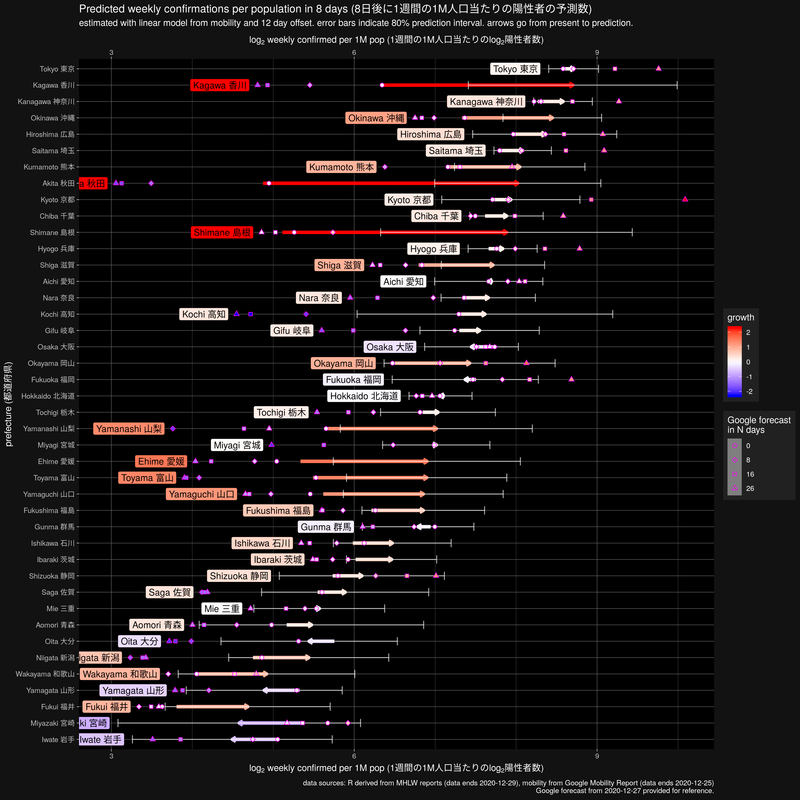 Predicted weekly confirmations per population in 8 days (8日後に1週間の1M人口当たりの陽性者の予測数)
estimated with linear model from mobility and 12 day offset. error bars indicate 80% prediction interval. arrows go from present to prediction.
log2 weekly confirmed per 1M pop (1週間の1M人口当たりのlog2陽性者数)
3 6 9
prefecture (都道府県)
Tokyo 東京 Tokyo 東京
Kagawa 香川 Kagawa 香川
Kanagawa 神奈川 Kanagawa 神奈川
Okinawa 沖縄 Okinawa 沖縄
Hiroshima 広島 Hiroshima 広島
Saitama 埼玉 Saitama 埼玉
Kumamoto 熊本 Kumamoto 熊本
Akita 秋田 a 秋田
Kyoto 京都 Kyoto 京都
Chiba 千葉 Chiba 千葉
Shimane 島根 Shimane 島根
Hyogo 兵庫 Hyogo 兵庫
Shiga 滋賀 Shiga 滋賀
Aichi 愛知 Aichi 愛知
Nara 奈良 Nara 奈良
Kochi 高知 Kochi 高知
Gifu 岐阜 Gifu 岐阜
Osaka 大阪 Osaka 大阪
Okayama 岡山 Okayama 岡山
Fukuoka 福岡 Fukuoka 福岡
Hokkaido 北海道 Hokkaido 北海道
Tochigi 栃木 Tochigi 栃木
Yamanashi 山梨 Yamanashi 山梨
Miyagi 宮城 Miyagi 宮城
Ehime 愛媛 Ehime 愛媛
Toyama 富山 Toyama 富山
Yamaguchi 山口 Yamaguchi 山口
Fukushima 福島 Fukushima 福島
Gunma 群馬 Gunma 群馬
Ishikawa 石川 Ishikawa 石川
Ibaraki 茨城 Ibaraki 茨城
Shizuoka 静岡 Shizuoka 静岡
Saga 佐賀 Saga 佐賀
Mie 三重 Mie 三重
Aomori 青森 Aomori 青森
Oita 大分 Oita 大分
Niigata 新潟 gata 新潟
Wakayama 和歌山 Wakayama 和歌山
Yamagata 山形 Yamagata 山形
Fukui 福井 Fukui 福井
Miyazaki 宮崎 ki 宮崎
Iwate 岩手 Iwate 岩手
3 6 9
log2 weekly confirmed per 1M pop (1週間の1M人口当たりのlog2陽性者数)
growth
2
1
0
-1
-2
Google forecast
in N days
0
8
16
26
data sources: R derived from MHLW reports (data ends 2020-12-29), mobility from Google Mobility Report (data ends 2020-12-25)
Google forecast from 2020-12-27 provided for reference.